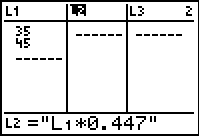 L1 L2 L3 2
35
45
------ ------ ------
L2 ="L1*0.447"